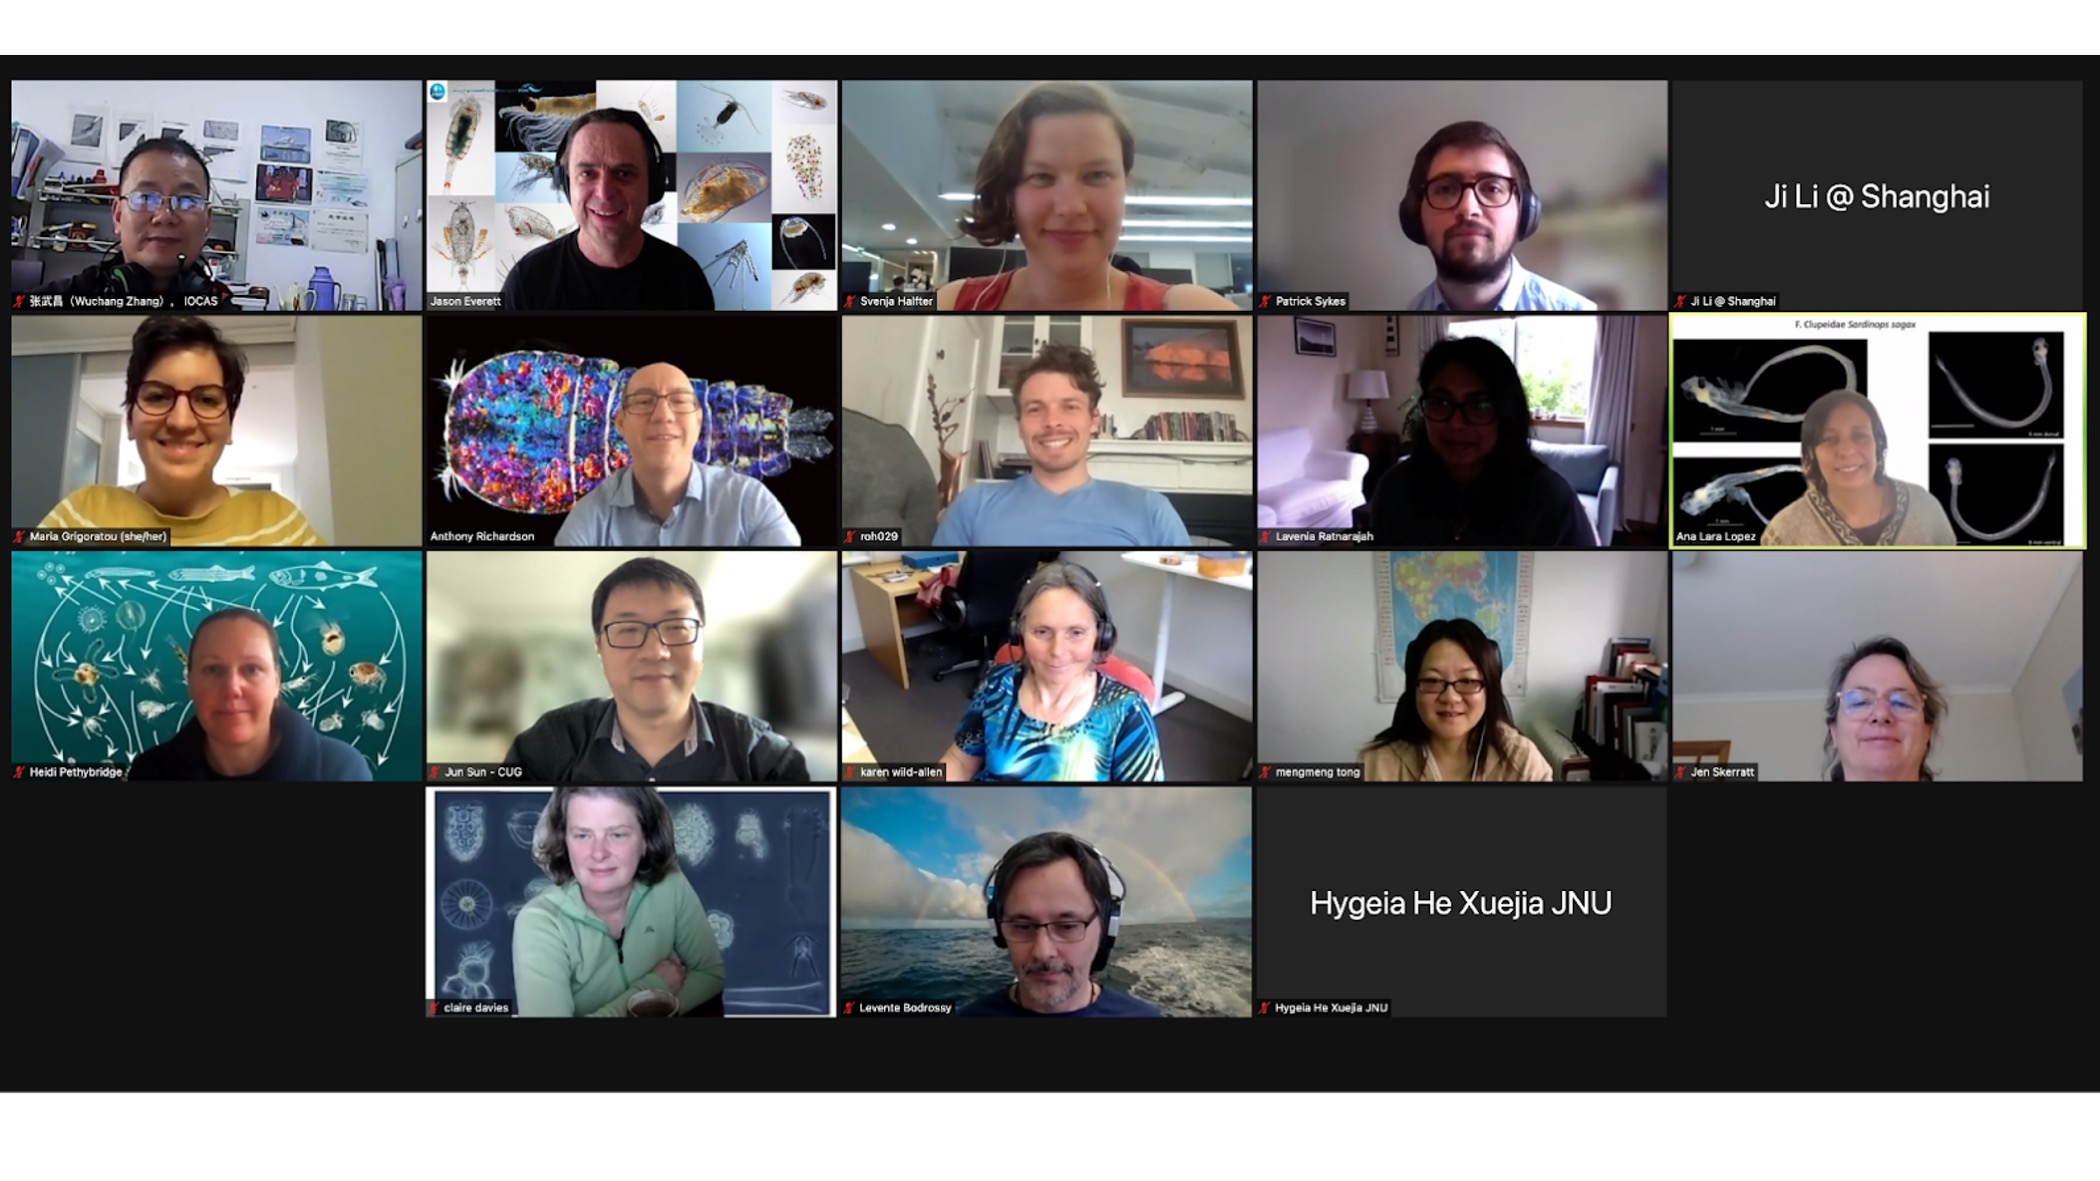 张武昌（Wuchang Zhang）， IOCAS
Jason Everett
Svenja Halfter
Patrick Sykes
Ji Li @ Shanghai
Ji Li @ Shanghai
Maria Grigoratou (she/her)
Anthony Richardson
roh029
Lavenia Ratnarajah
F. Clupeidae Sardinops sagax
Ana Lara Lopez
Heidi Pethybridge
Jun Sun - CUG
karen wild-allen
mengmeng tong
Jen Skerratt
claire davies
Levente Bodrossy
Hygeia He Xuejia JNU
Hygeia He Xuejia JNU